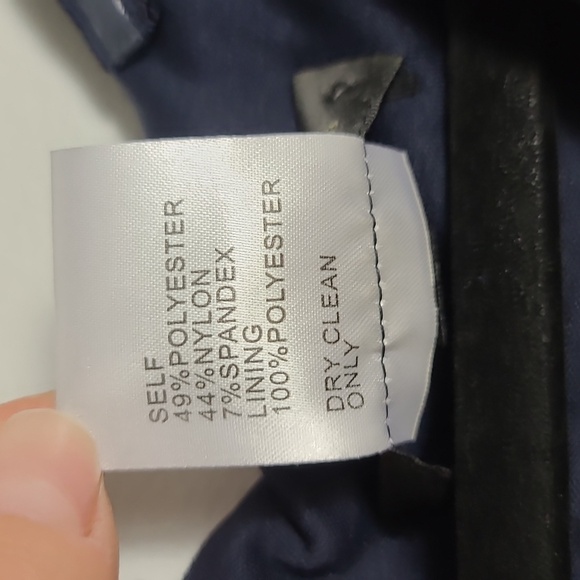 SELF
49%POLYESTER
44%NYLON
7%SPANDEX
LINING
100%POLYESTER
DRY CLEAN
ONLY